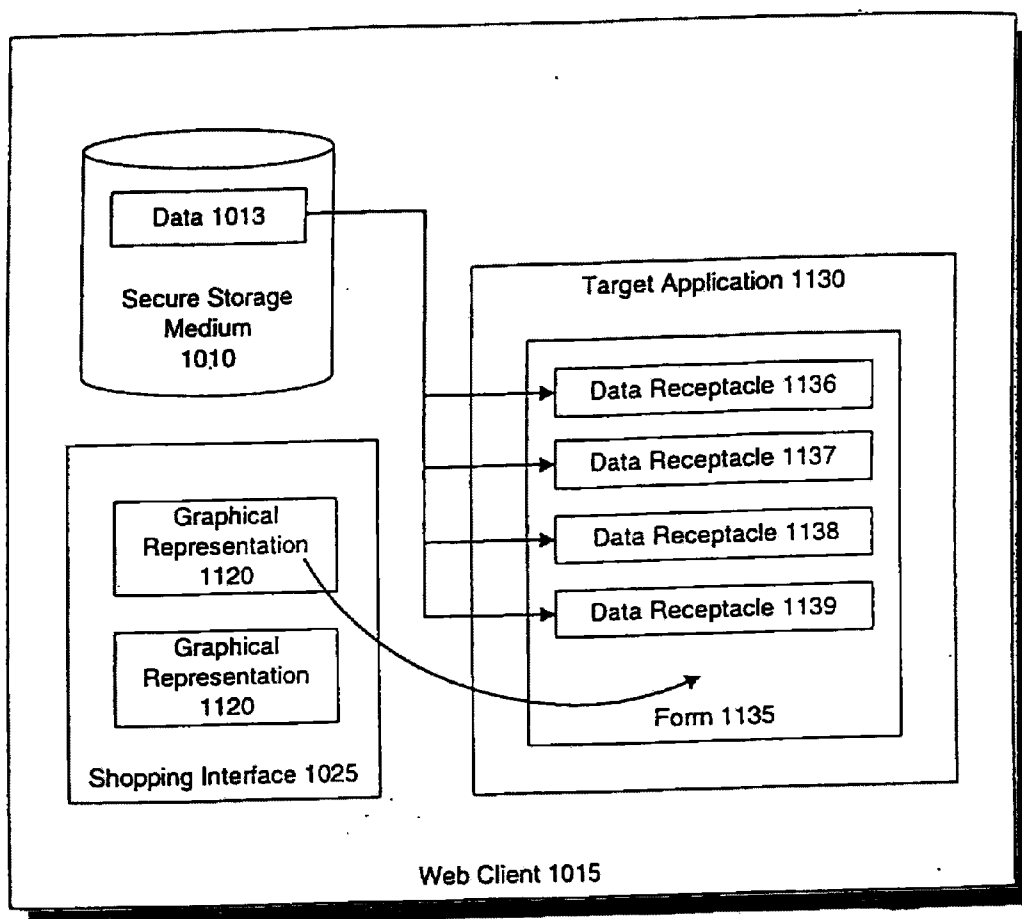 Data 1013
Secure Storage
Medium
1010
Target Application 1130
Data Receptacle 1136
Data Receptacle 1137
Data Receptacle 1138
Data Receptacle 1139
Form 1135
Graphical
Representation
1120
Graphical
Representation
1120
Shopping Interface 1025
Web Client 1015